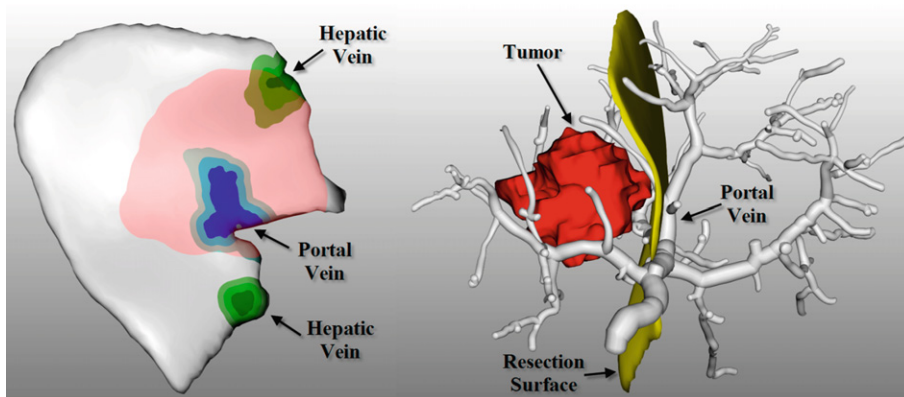 Hepatic
Vein
Portal
Vein
Hepatic
Vein
Tumor
Portal
Vein
Resection
Surface